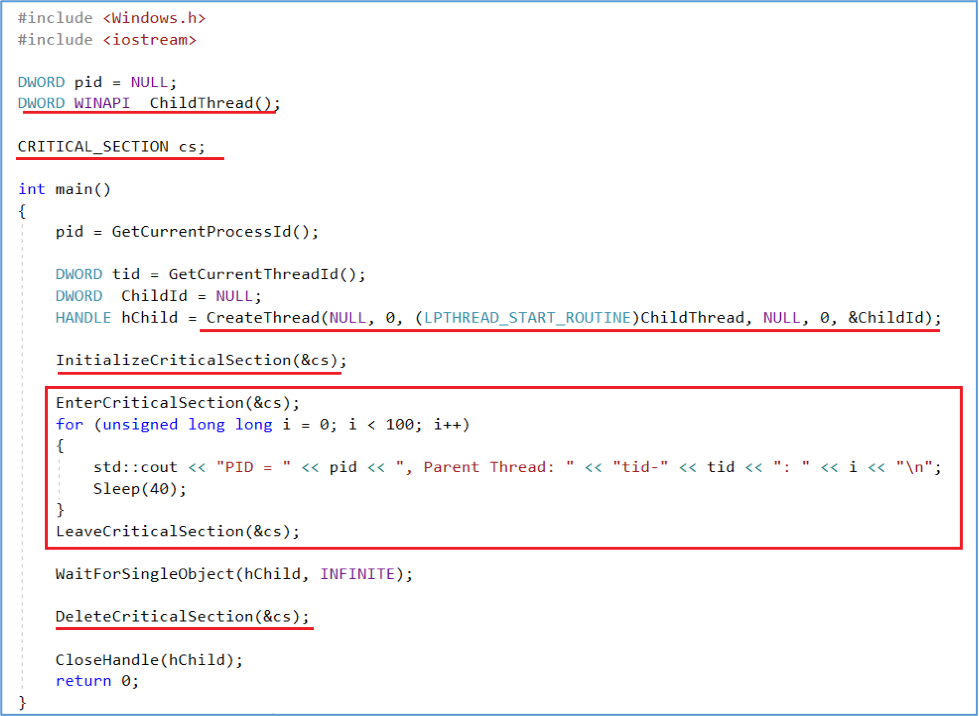 #include <Windows.h>
#include <iostream>
DWORD pid = NULL;
DWORD WINAPI  ChildThread();
CRITICAL_SECTION cs;
int main()
{
    pid = GetCurrentProcessId();
    DWORD tid = GetCurrentThreadId();
    DWORD  ChildId = NULL;
    HANDLE hChild = CreateThread(NULL, 0, (LPTHREAD_START_ROUTINE)ChildThread, NULL, 0, &ChildId);
    InitializeCriticalSection(&cs);
    EnterCriticalSection(&cs);
    for (unsigned long long i = 0; i < 100; i++)
    {
        std::cout << "PID = " << pid << ", Parent Thread: " << "tid-" << tid << ": " << i << "\n";
        Sleep(40);
    }
    LeaveCriticalSection(&cs);
    WaitForSingleObject(hChild, INFINITE);
    DeleteCriticalSection(&cs);
    CloseHandle(hChild);
    return 0;
}